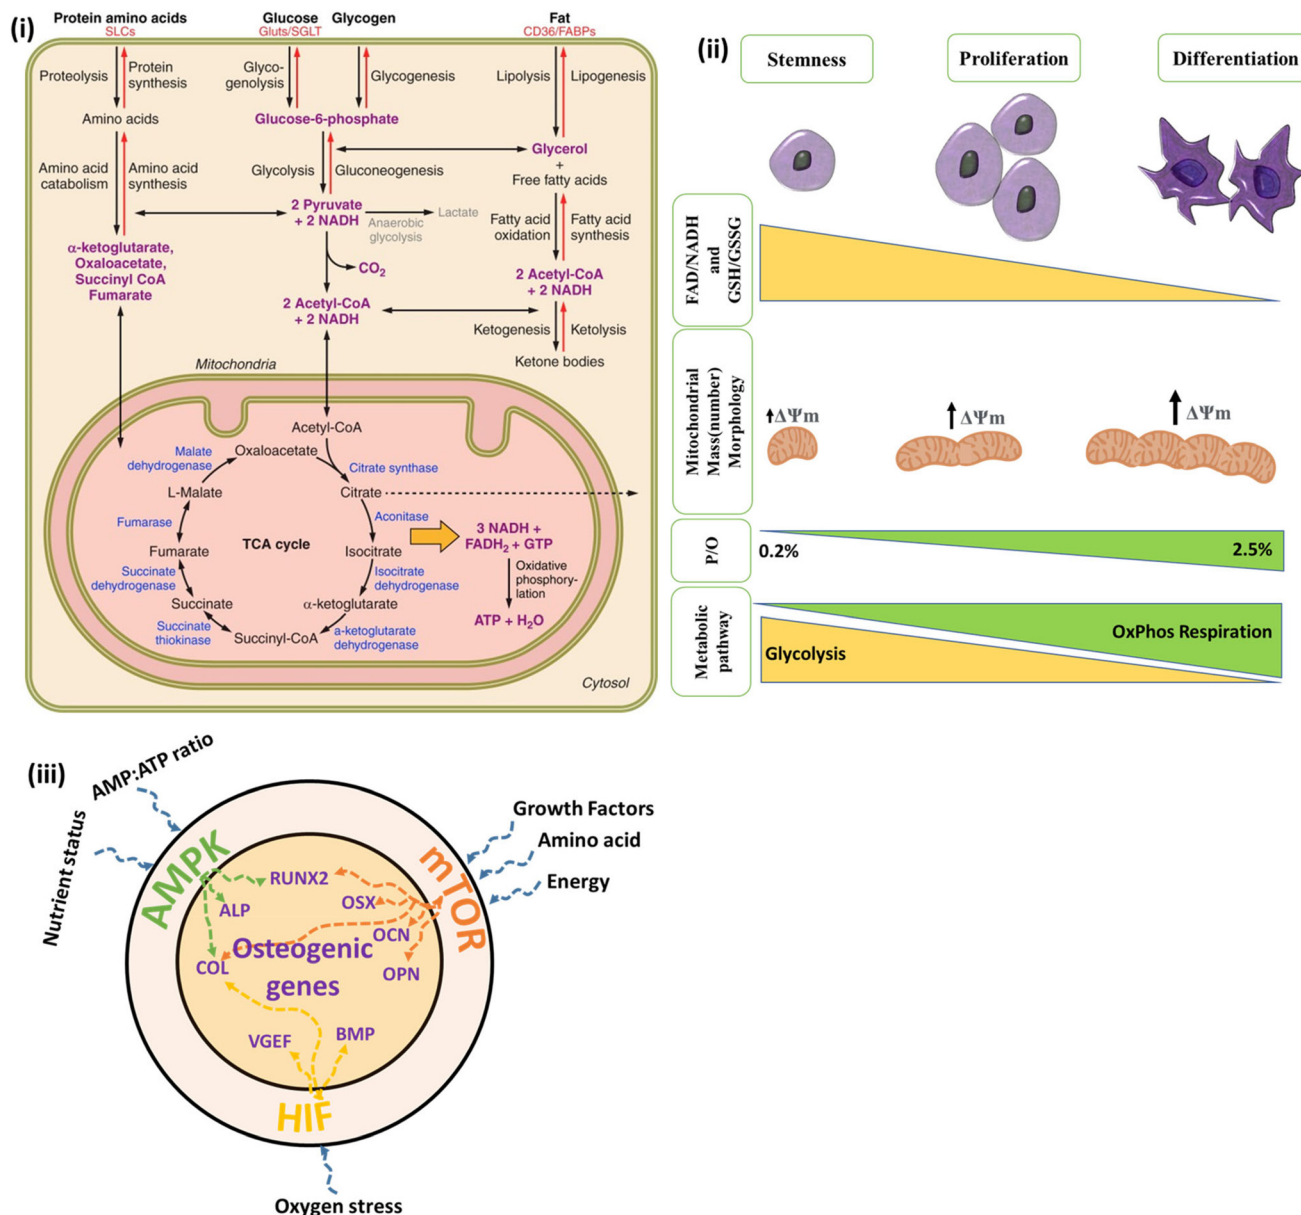 (i)
Protein amino acids
SLCs
Glucose
Gluts/SGLT
Glycogen
Fat
CD36/FABPs
Proteolysis
Protein
synthesis
Glyco-
genolysis
Glycogenesis
Lipolysis
Lipogenesis
Amino acids
Glucose-6-phosphate
Glycerol
+
Free fatty acids
Amino acid
catabolism
Amino acid
synthesis
Glycolysis
Gluconeogenesis
2 Pyruvate
+ 2 NADH
Lactate
Anaerobic
glycolysis
Fatty acid
oxidation
Fatty acid
synthesis
α-ketoglutarate,
Oxaloacetate,
Succinyl CoA
Fumarate
CO2
2 Acetyl-CoA
+ 2 NADH
2 Acetyl-CoA
+ 2 NADH
Ketogenesis
Ketolysis
Ketone bodies
Mitochondria
Acetyl-CoA
Malate
dehydrogenase
Oxaloacetate
Citrate synthase
L-Malate
Citrate
Fumarase
Aconitase
3 NADH +
FADH2 + GTP
TCA cycle
Fumarate
Isocitrate
Succinate
dehydrogenase
Isocitrate
dehydrogenase
Oxidative
phosphory-
lation
Succinate
α-ketoglutarate
ATP + H2O
Succinate
thiokinase
Succinyl-CoA
a-ketoglutarate
dehydrogenase
Cytosol
(ii)
Stemness
Proliferation
Differentiation
FAD/NADH
and
GSH/GSSG
Mitochondrial
Mass(number)
Morphology
ΔΨm
ΔΨm
ΔΨm
P/O
0.2%
2.5%
Metabolic
pathway
OxPhos Respiration
Glycolysis
(iii)
AMP:ATP ratio
Nutrient status
Growth Factors
Amino acid
Energy
AMPK
mTOR
RUNX2
ALP
OSX
OCN
COL
OPN
Osteogenic
genes
VGEF
BMP
HIF
Oxygen stress